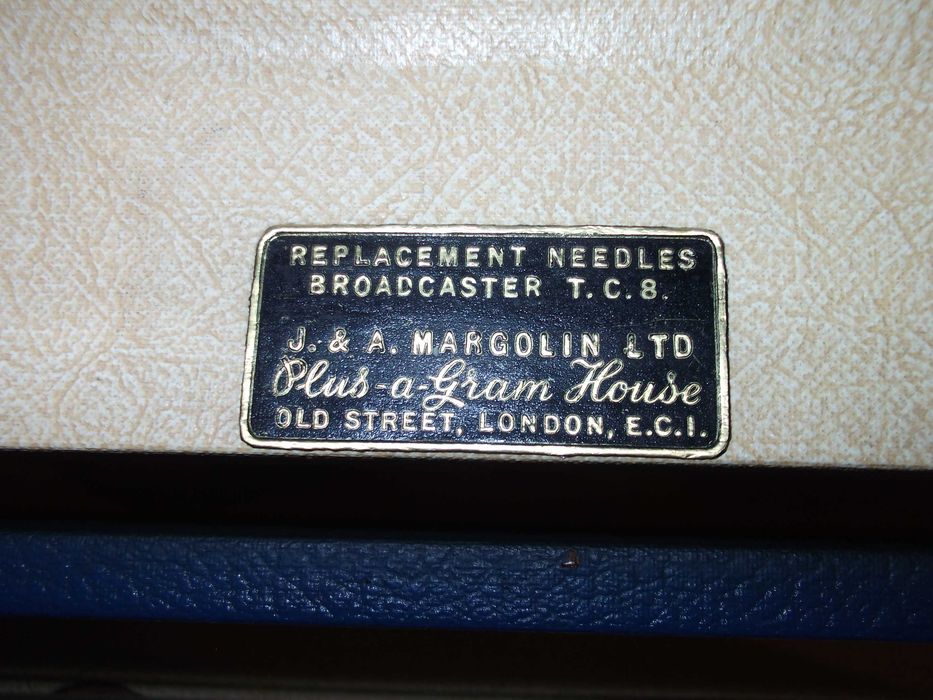 REPLACEMENT NEEDLES
BROADCASTER T.C.8.
J. & A. MARGOLIN LTD
Plus-a-Gram House
OLD STREET, LONDON, E.C.1.